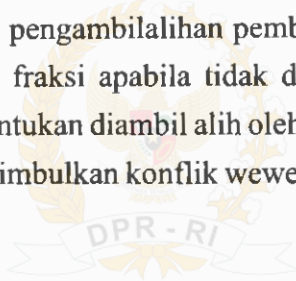 pengambilalihan pemb
fraksi apabila tidak d
ntukan diambil alih oleh
imbulkan konflik wewe
DPR - RI